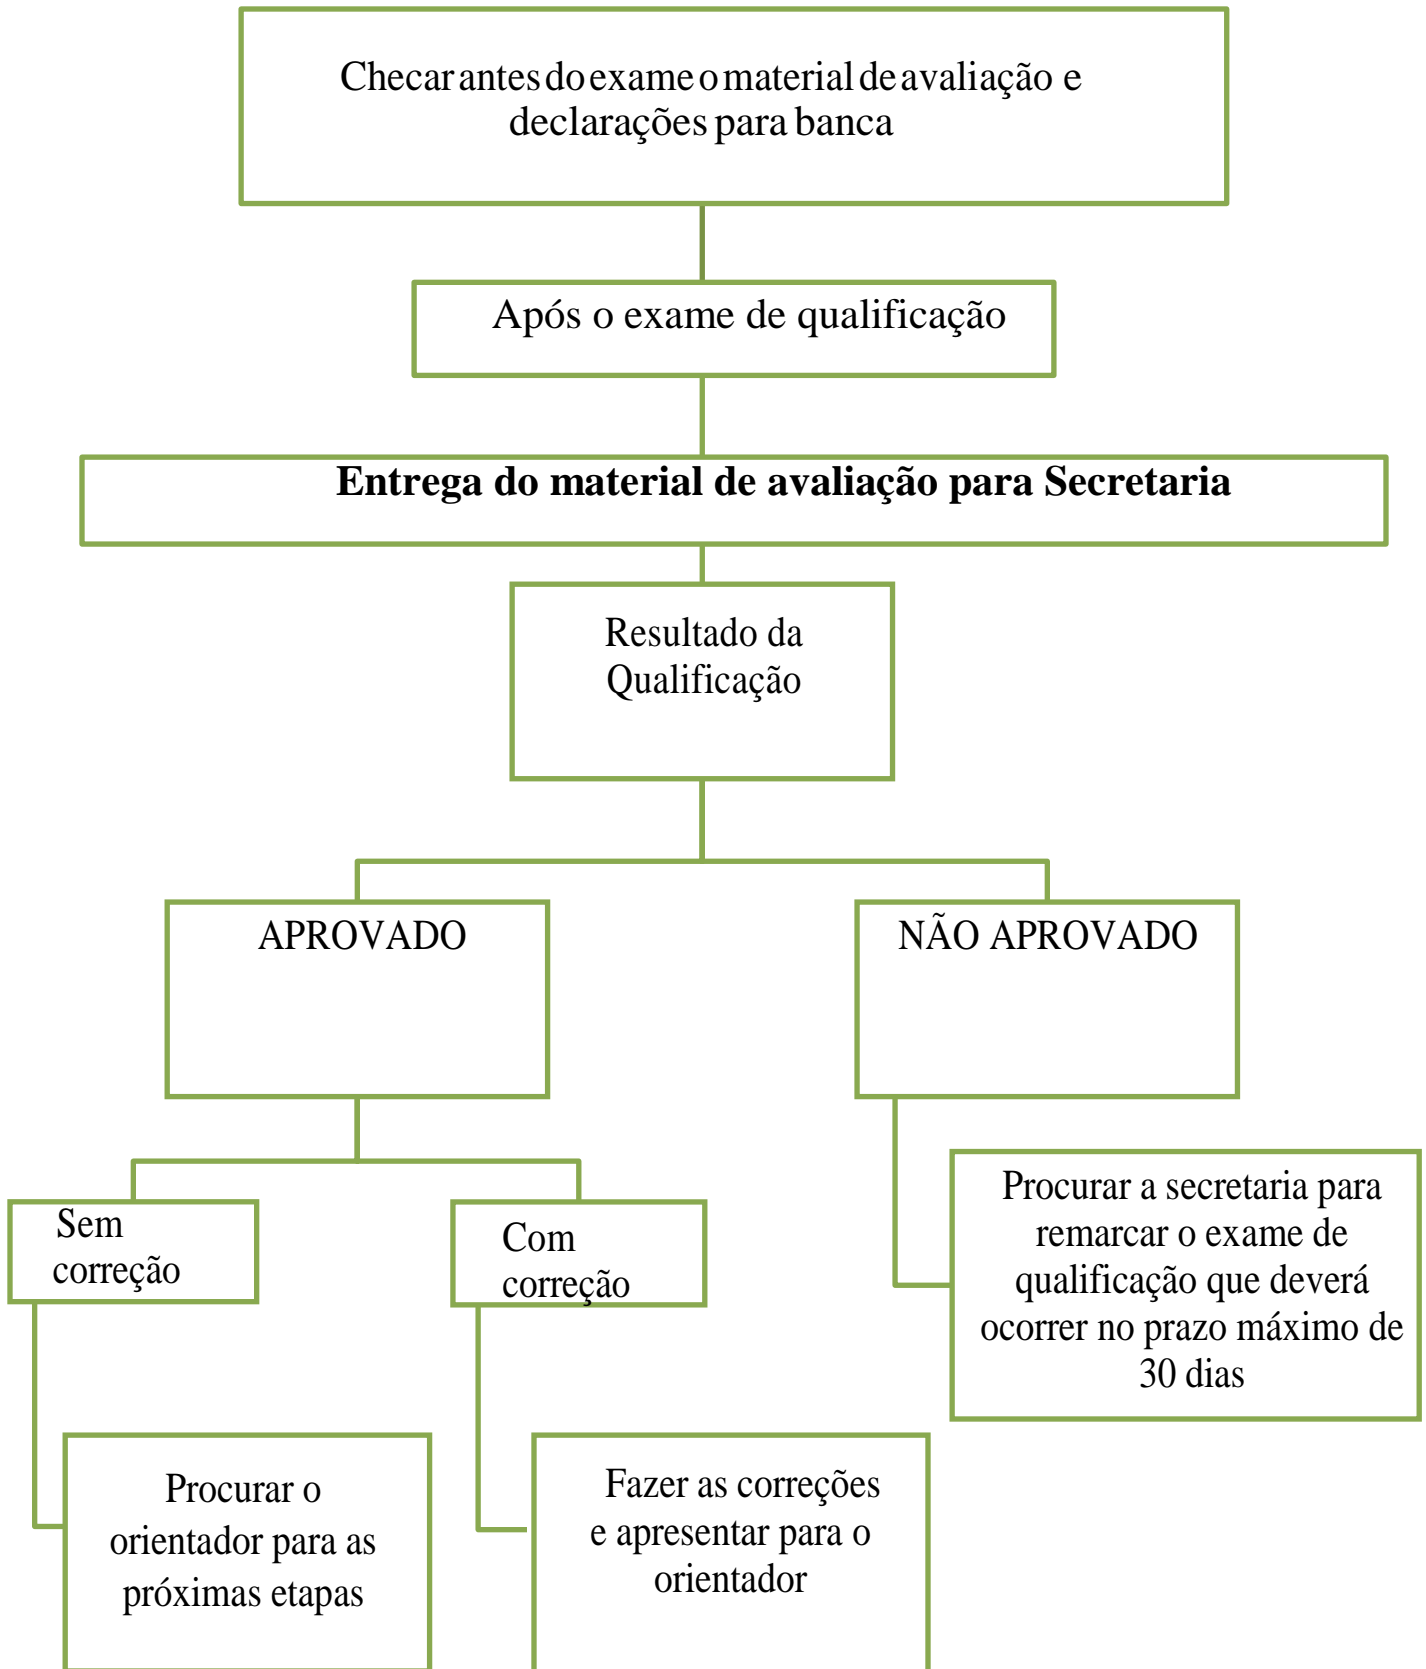 Checar antes do exame o material de avaliação e
declarações para banca
Após o exame de qualificação
Entrega do material de avaliação para Secretaria
Resultado da
Qualificação
APROVADO
NÃO APROVADO
Sem
correção
Com
correção
Procurar a secretaria para
remarcar o exame de
qualificação que deverá
ocorrer no prazo máximo de
30 dias
Procurar o
orientador para as
próximas etapas
Fazer as correções
e apresentar para o
orientador